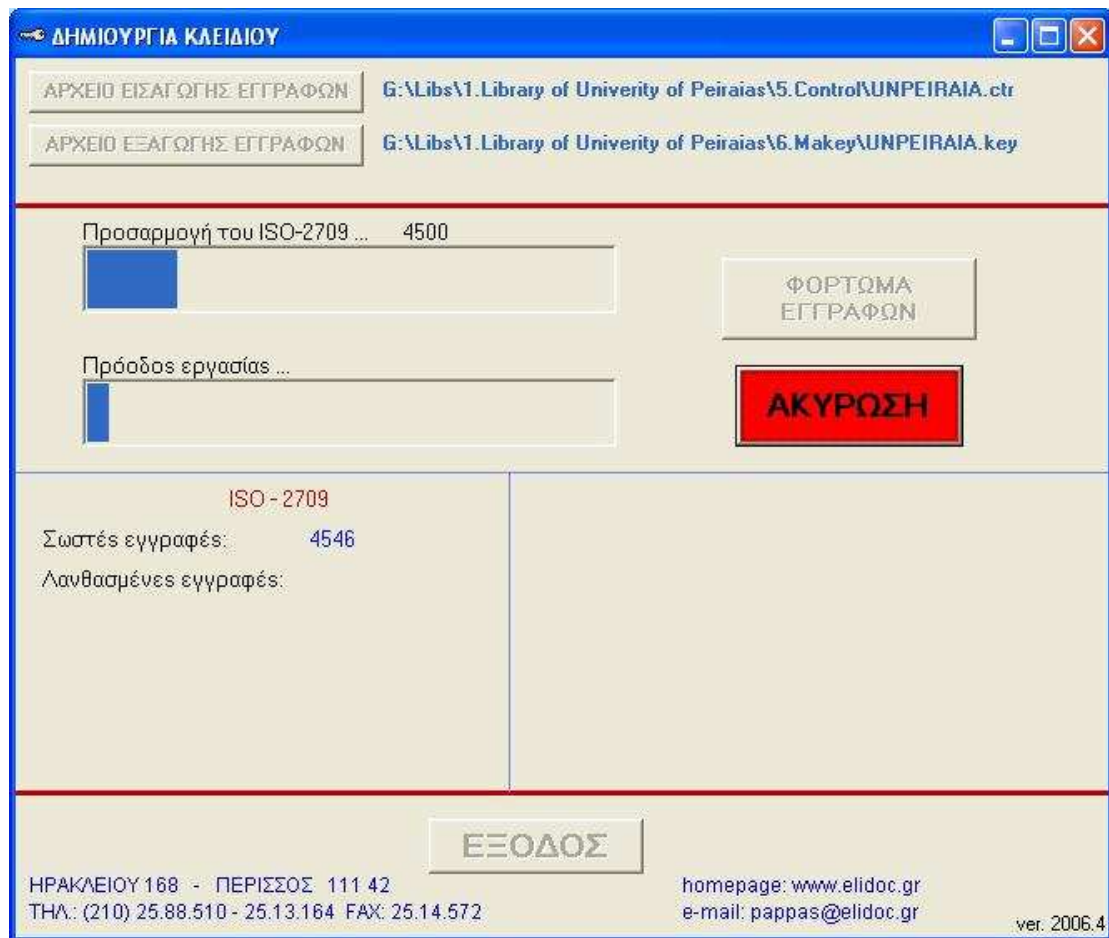 ΔΗΜΙΟΥΡΓΙΑ ΚΛΕΙΔΙΟΥ
ΑΡΧΕΙΟ ΕΙΣΑΓΩΓΗΣ ΕΓΓΡΑΦΩΝ G:\Libs\1.Library of Univerity of Peiraias\5.Control\UNPEIRAIA.ctr
ΑΡΧΕΙΟ ΕΞΑΓΩΓΗΣ ΕΓΓΡΑΦΩΝ G:\Libs\1.Library of Univerity of Peiraias\6.Makey\UNPEIRAIA.key
Προσαρμογή του ISO-2709 ... 4500
ΦΟΡΤΩΜΑ
ΕΓΓΡΑΦΩΝ
Πρόοδος εργασίας ...
ΑΚΥΡΩΣΗ
ISO - 2709
Σωστές εγγραφές: 4546
Λανθασμένες εγγραφές:
ΕΞΟΔΟΣ
ΗΡΑΚΛΕΙΟΥ 168 - ΠΕΡΙΣΣΟΣ 111 42
ΤΗΛ.: (210) 25.88.510 - 25.13.164 FAX: 25.14.572
homepage: www.elidoc.gr
e-mail: pappas@elidoc.gr
ver. 2006.4